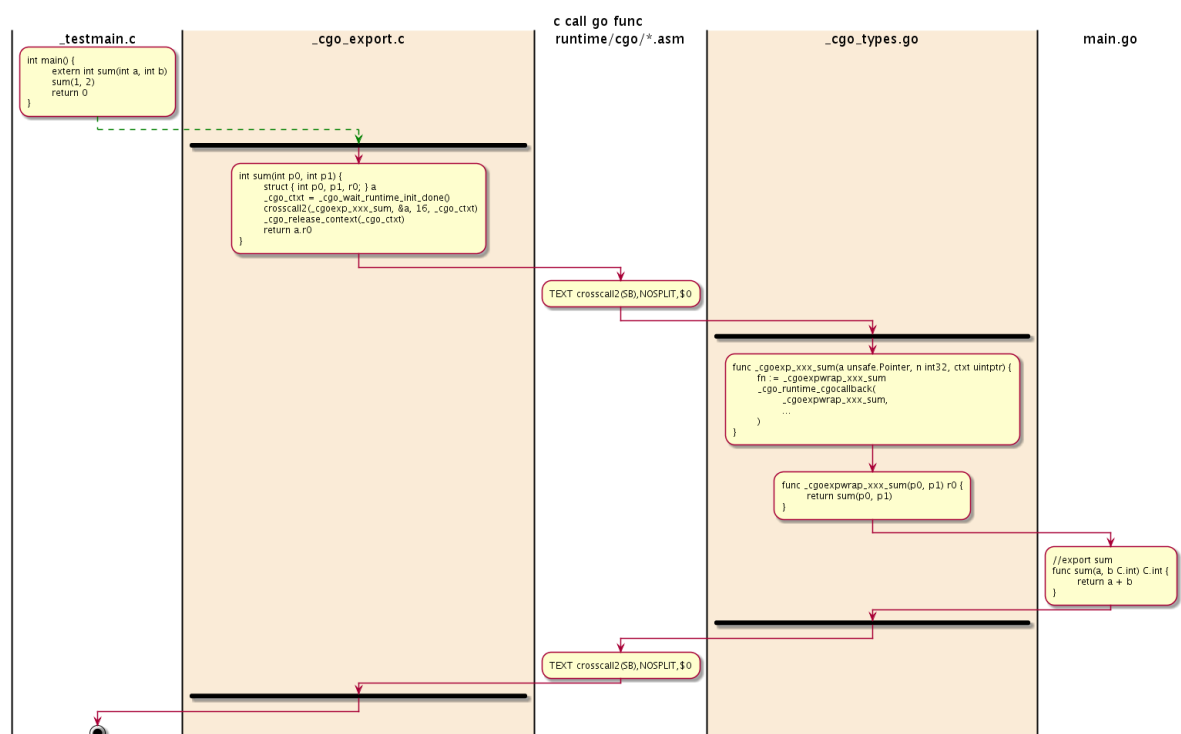 c call go func
_testmain.c
_cgo_export.c
runtime/cgo/*.asm
_cgo_types.go
main.go
int main() {
extern int sum(int a, int b)
sum(1, 2)
return 0
}
int sum(int p0, int p1) {
struct { int p0, p1, r0; } a
_cgo_ctxt = _cgo_wait_runtime_init_done()
crosscall2(_cgoexp_xxx_sum, &a, 16, _cgo_ctxt)
_cgo_release_context(_cgo_ctxt)
return a.r0
}
TEXT crosscall2(SB),NOSPLIT,$0
func _cgoexp_xxx_sum(a unsafe.Pointer, n int32, ctxt uintptr) {
fn := _cgoexpwrap_xxx_sum
_cgo_runtime_cgocallback(
_cgoexpwrap_xxx_sum,
...
)
}
func _cgoexpwrap_xxx_sum(p0, p1) r0 {
return sum(p0, p1)
}
//export sum
func sum(a, b C.int) C.int {
return a + b
}
TEXT crosscall2(SB),NOSPLIT,$0